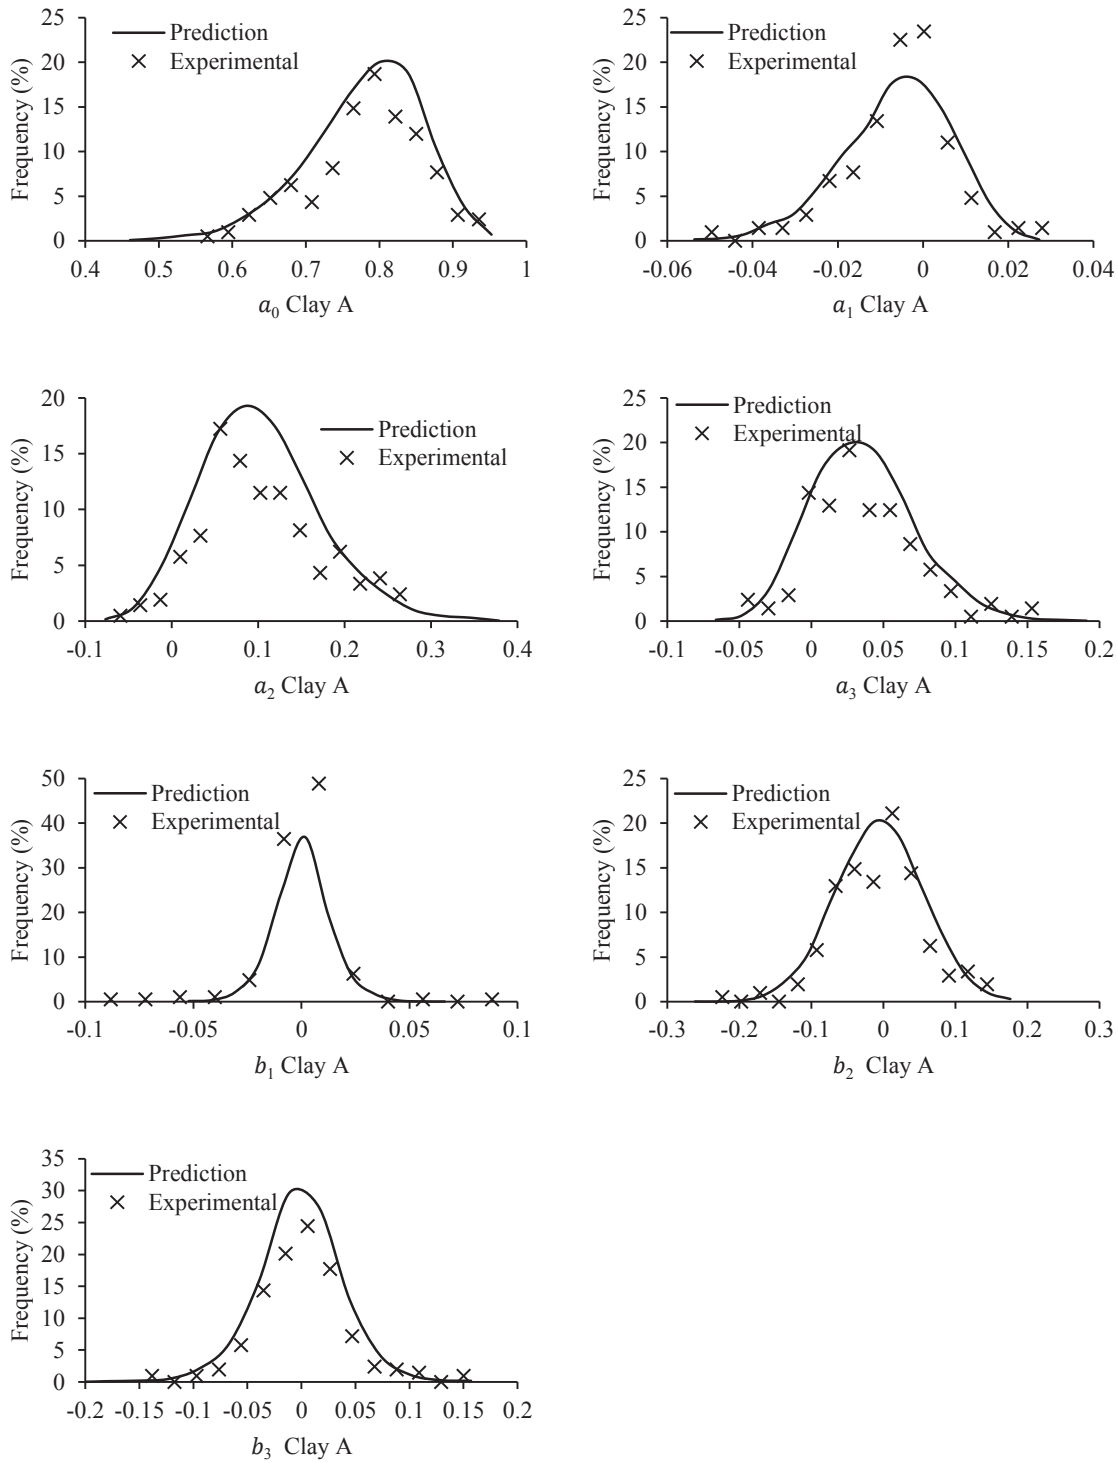 25
20
15
10
5
0
Frequency (%)
Prediction
Experimental
0.4 0.5 0.6 0.7 0.8 0.9 1
a0 Clay A
25
20
15
10
5
0
Frequency (%)
Prediction
Experimental
-0.06 -0.04 -0.02 0 0.02 0.04
a1 Clay A
20
15
10
5
0
Frequency (%)
Prediction
Experimental
-0.1 0 0.1 0.2 0.3 0.4
a2 Clay A
25
20
15
10
5
0
Frequency (%)
Prediction
Experimental
-0.1 -0.05 0 0.05 0.1 0.15 0.2
a3 Clay A
50
40
30
20
10
0
Frequency (%)
Prediction
Experimental
-0.1 -0.05 0 0.05 0.1
b1 Clay A
25
20
15
10
5
0
Frequency (%)
Prediction
Experimental
-0.3 -0.2 -0.1 0 0.1 0.2 0.3
b2 Clay A
35
30
25
20
15
10
5
0
Frequency (%)
Prediction
Experimental
-0.2 -0.15 -0.1 -0.05 0 0.05 0.1 0.15 0.2
b3 Clay A